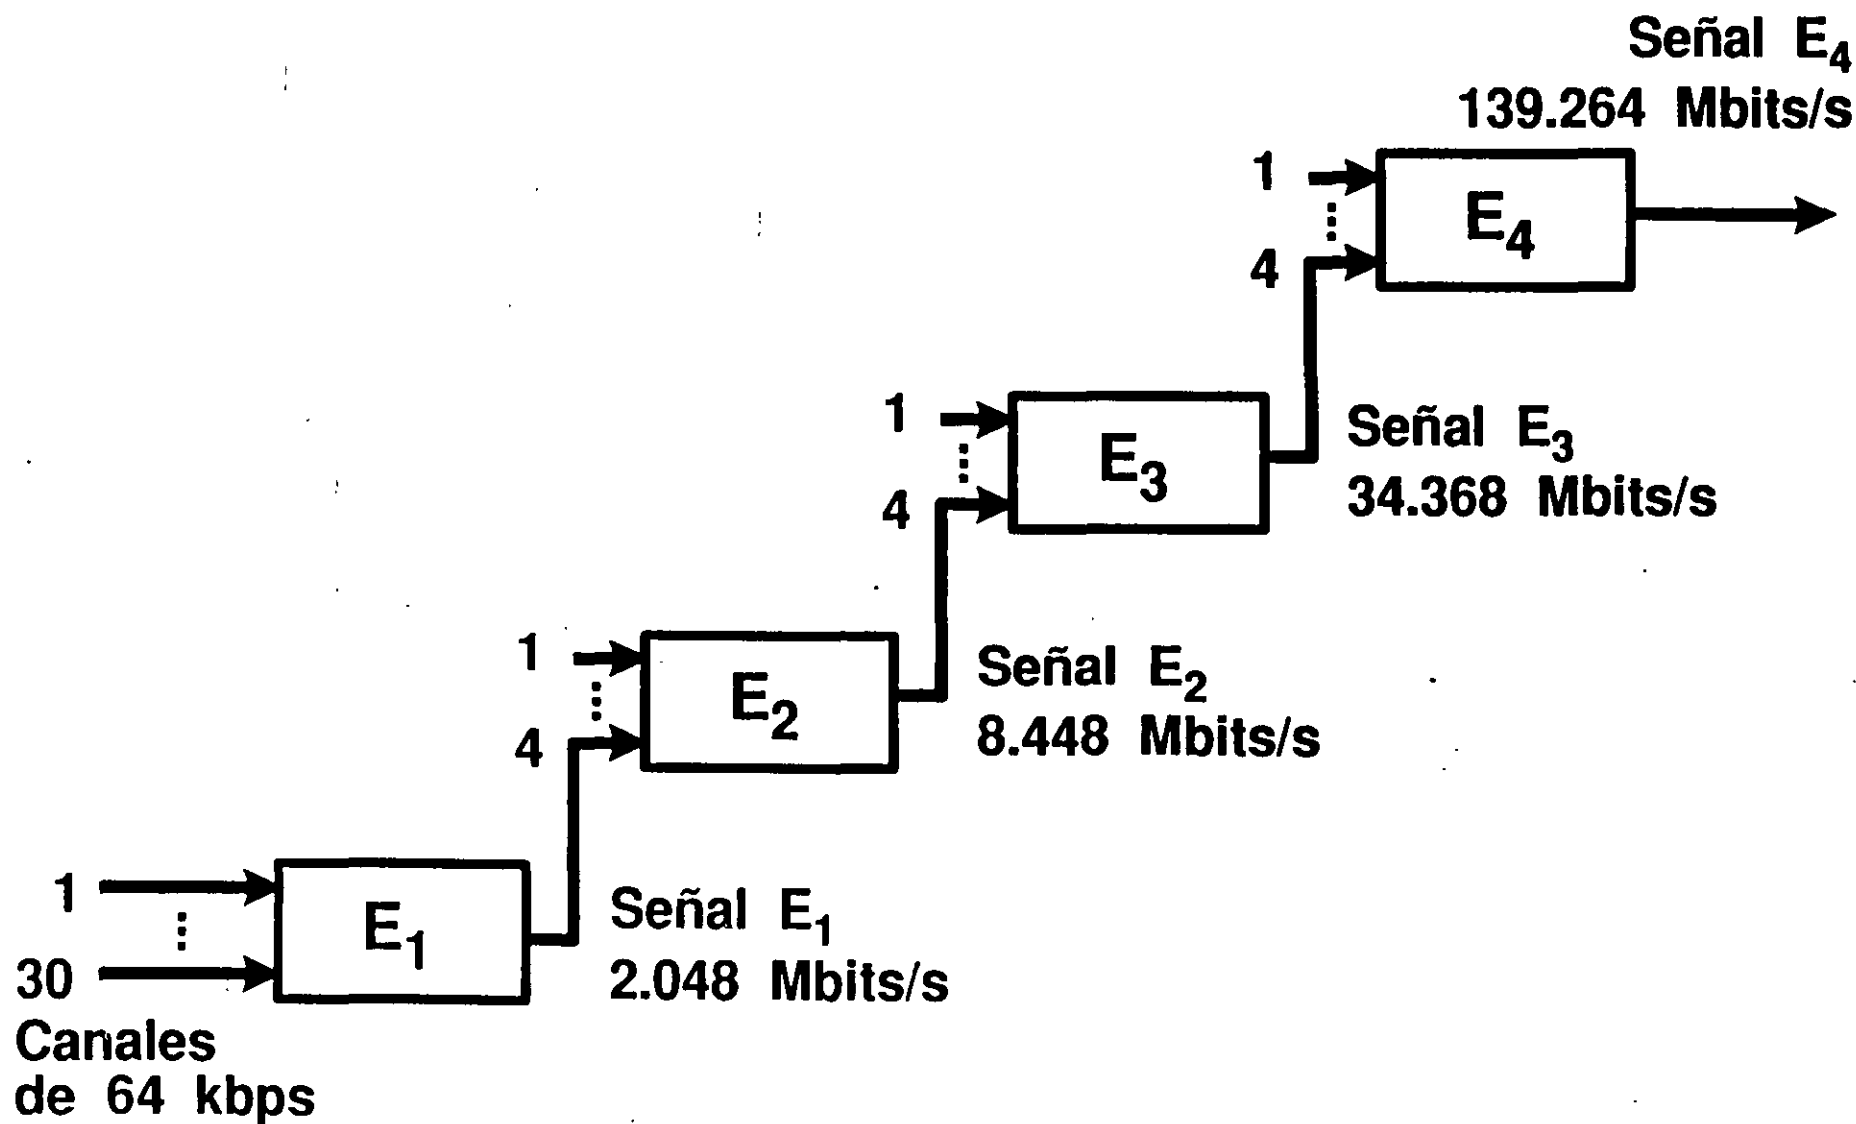 Señal E4
139.264 Mbits/s
1
4
E4
1
4
E3
Señal E3
34.368 Mbits/s
1
4
E2
Señal E2
8.448 Mbits/s
1
30
E1
Señal E1
2.048 Mbits/s
Canales
de 64 kbps